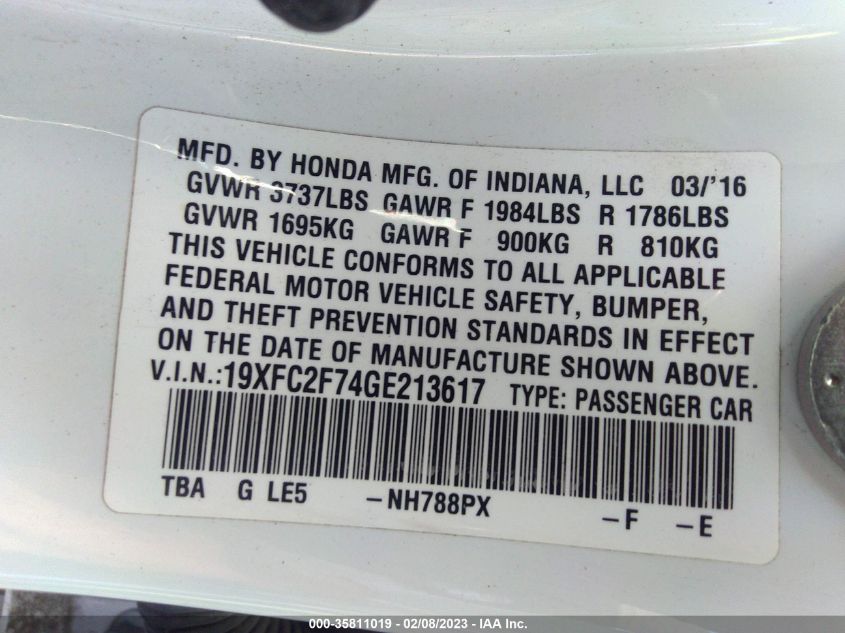 MFD. BY HONDA MFG. OF INDIANA, LLC 03/'16
GVWR 3737LBS GAWR F 1984LBS R 1786LBS
GVWR 1695KG GAWR F 900KG R 810KG
THIS VEHICLE CONFORMS TO ALL APPLICABLE
FEDERAL MOTOR VEHICLE SAFETY, BUMPER,
AND THEFT PREVENTION STANDARDS IN EFFECT
ON THE DATE OF MANUFACTURE SHOWN ABOVE.
V.I.N.:19XFC2F74GE213617 TYPE: PASSENGER CAR
TBA G LE5 -NH788PX -F -E
000-35811019 - 02/08/2023 - IAA Inc.